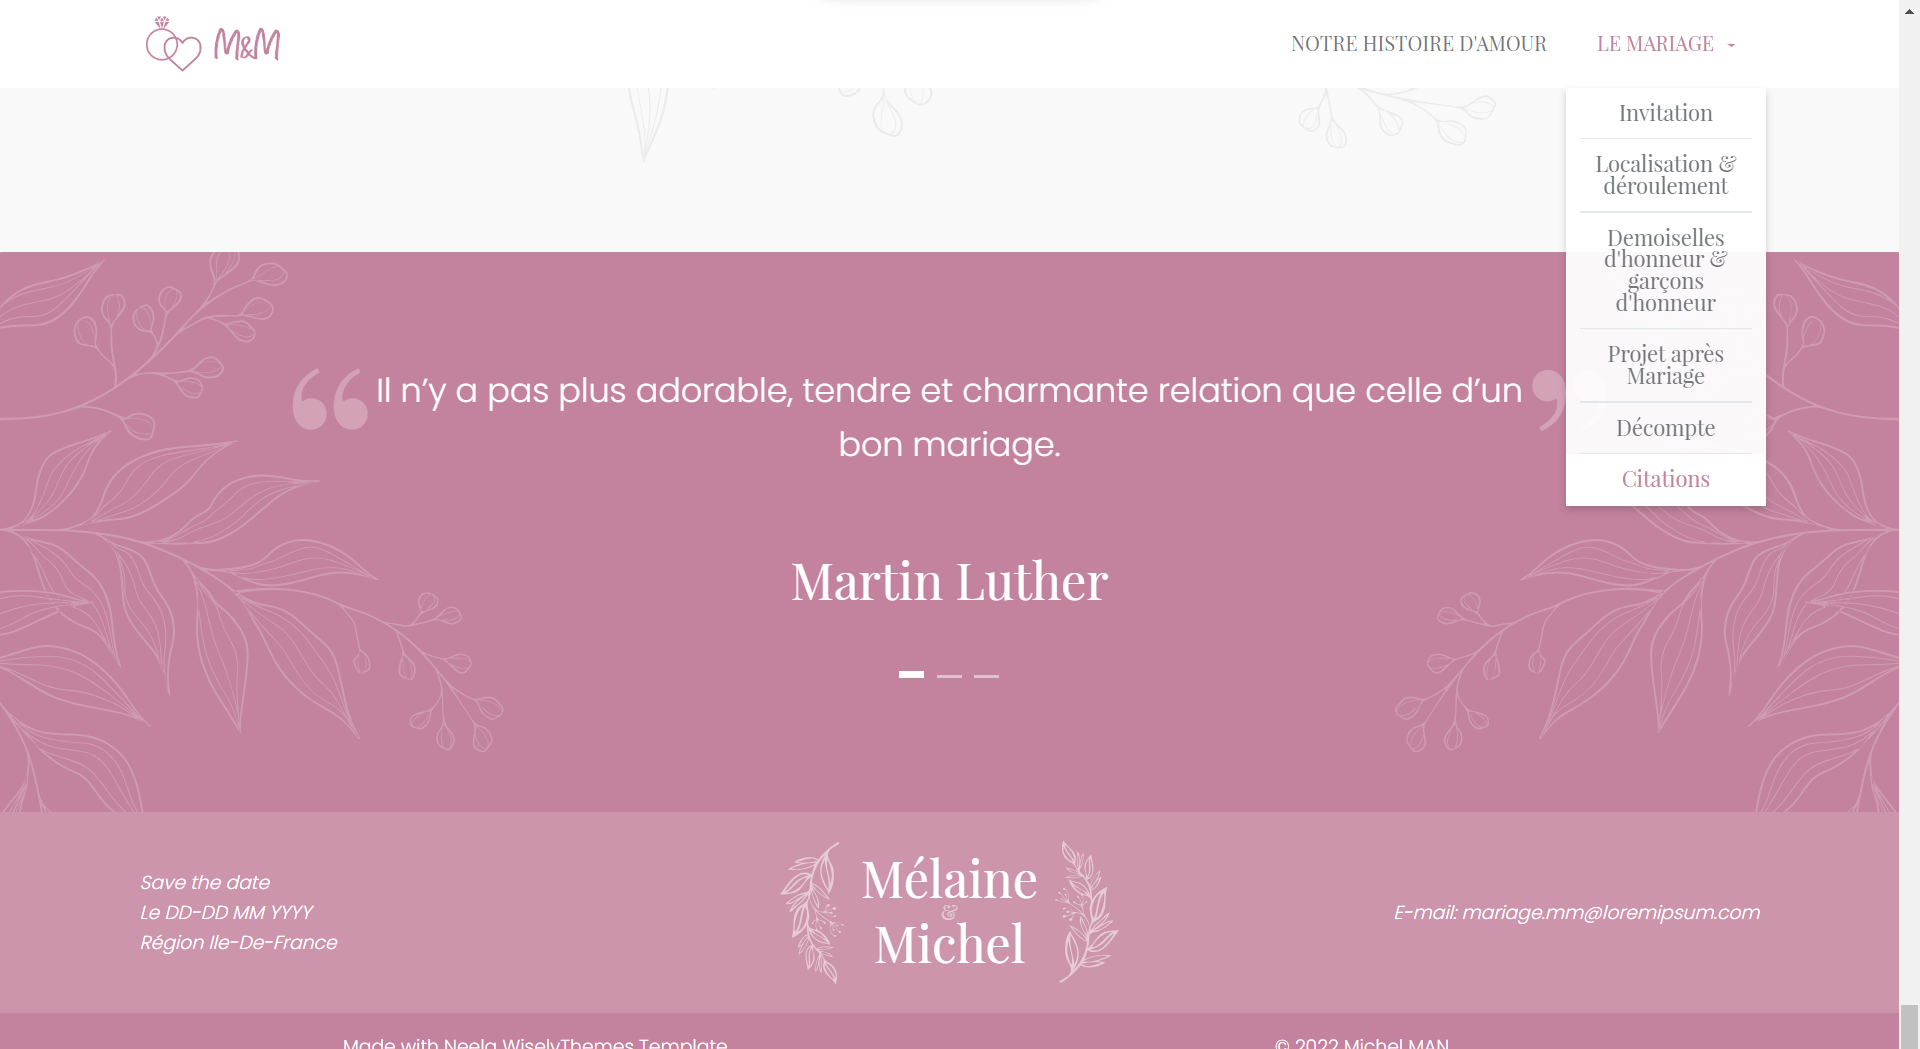 M&M
NOTRE HISTOIRE D'AMOUR
LE MARIAGE
Invitation
Localisation &
déroulement
Demoiselles
d'honneur &
garçons
d'honneur
Projet après
Mariage
Décompte
Citations
“ Il n’y a pas plus adorable, tendre et charmante relation que celle d’un ”
bon mariage.
Martin Luther
Save the date
Le DD-DD MM YYYY
Région Ile-De-France
Mélaine
&
Michel
E-mail: mariage.mm@loremipsum.com
Made with Neela WiselyThemes Template
© 2022 Michel MAN